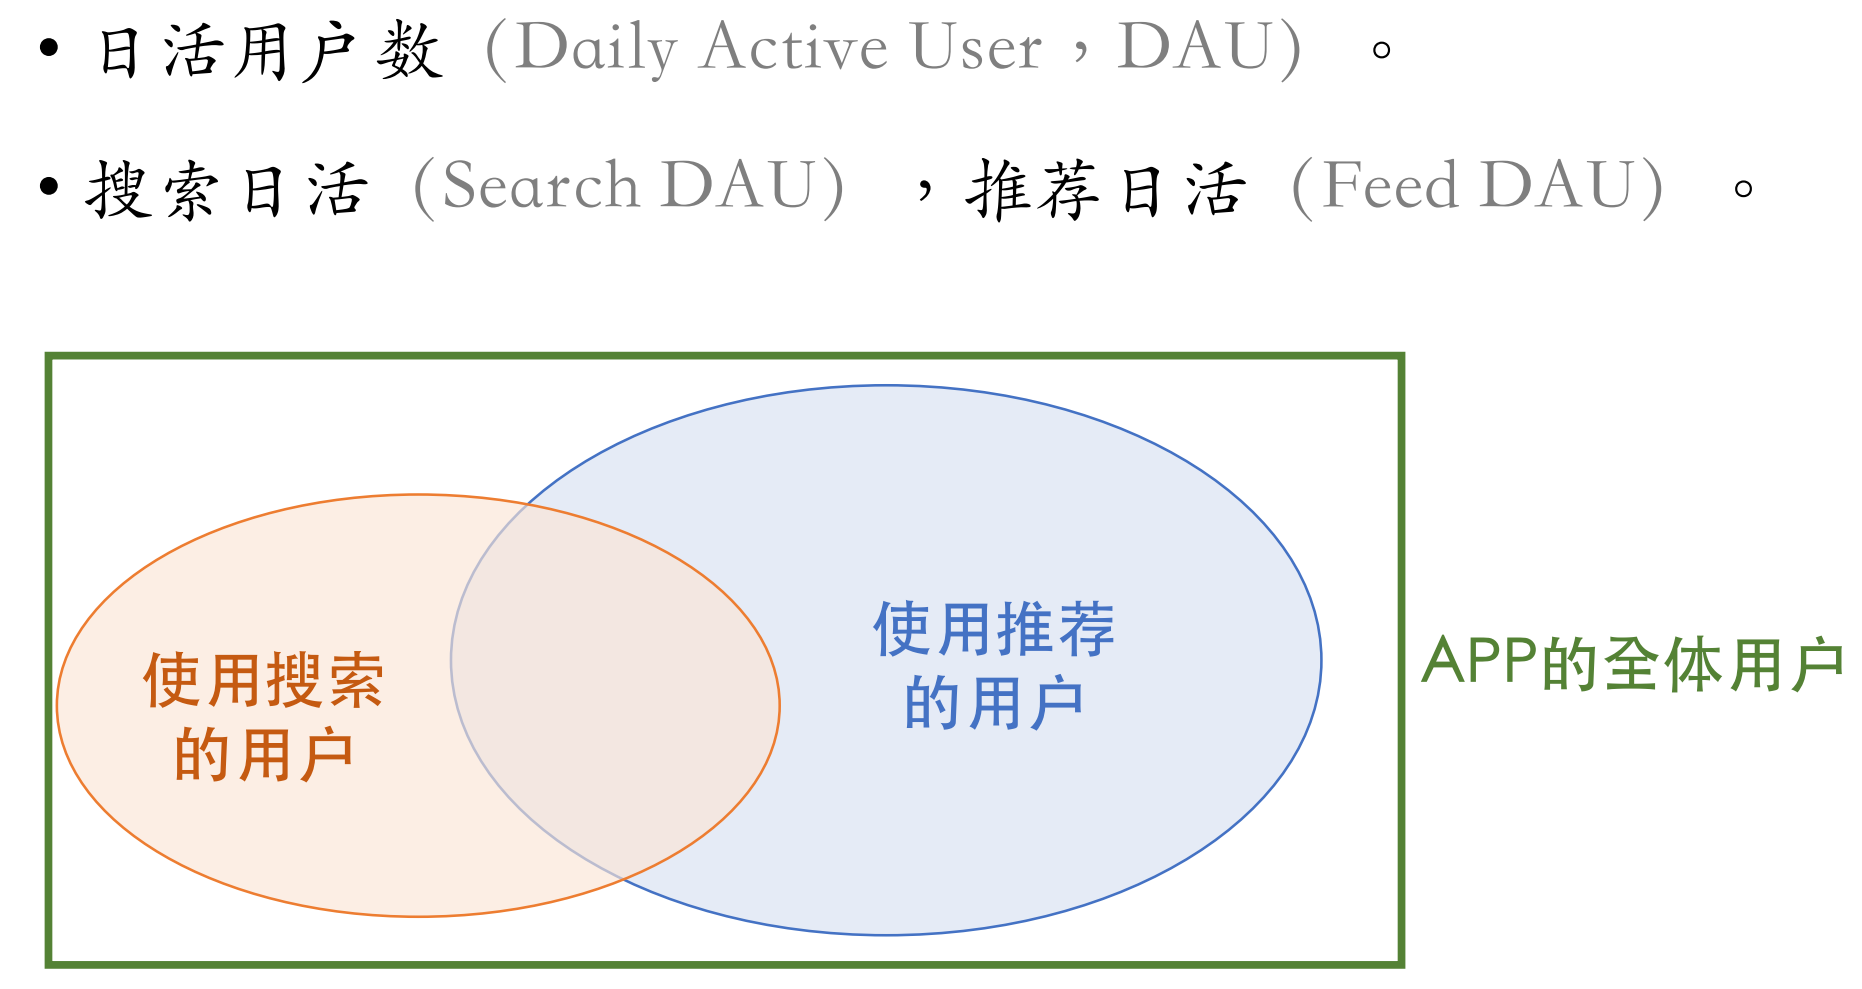 • 日活用户数（Daily Active User，DAU）。
• 搜索日活（Search DAU），推荐日活（Feed DAU）。
使用搜索
的用户
使用推荐
的用户
APP的全体用户